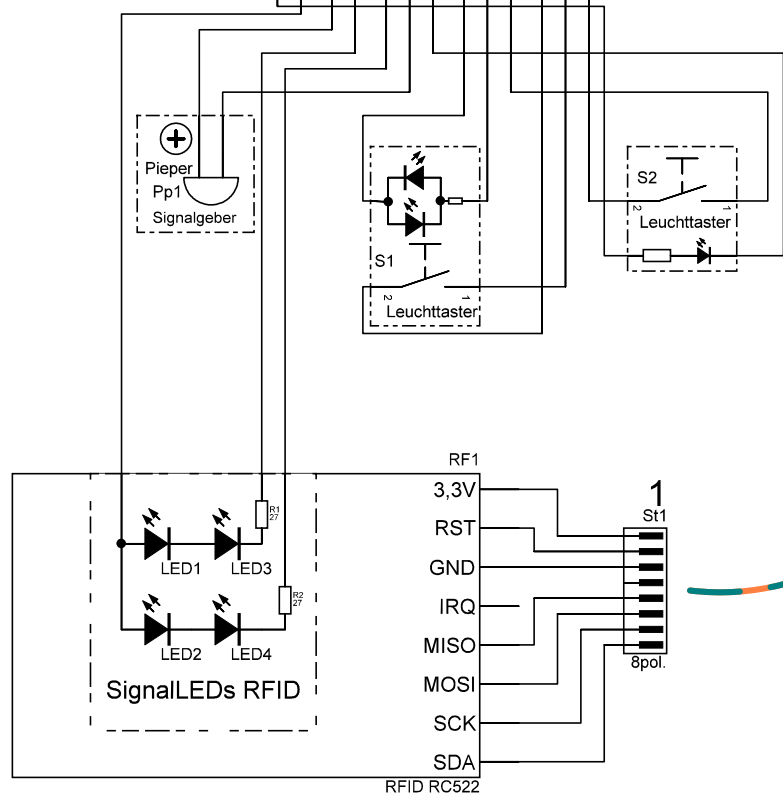 Pieper
Pp1
Signalgeber
S1
2
1
Leuchttaster
S2
2
1
Leuchttaster
RF1
3,3V
RST
GND
IRQ
MISO
MOSI
SCK
SDA
1
St1
8pol.
R1
27
LED1
LED3
R2
27
LED2
LED4
SignalLEDs RFID
RFID RC522